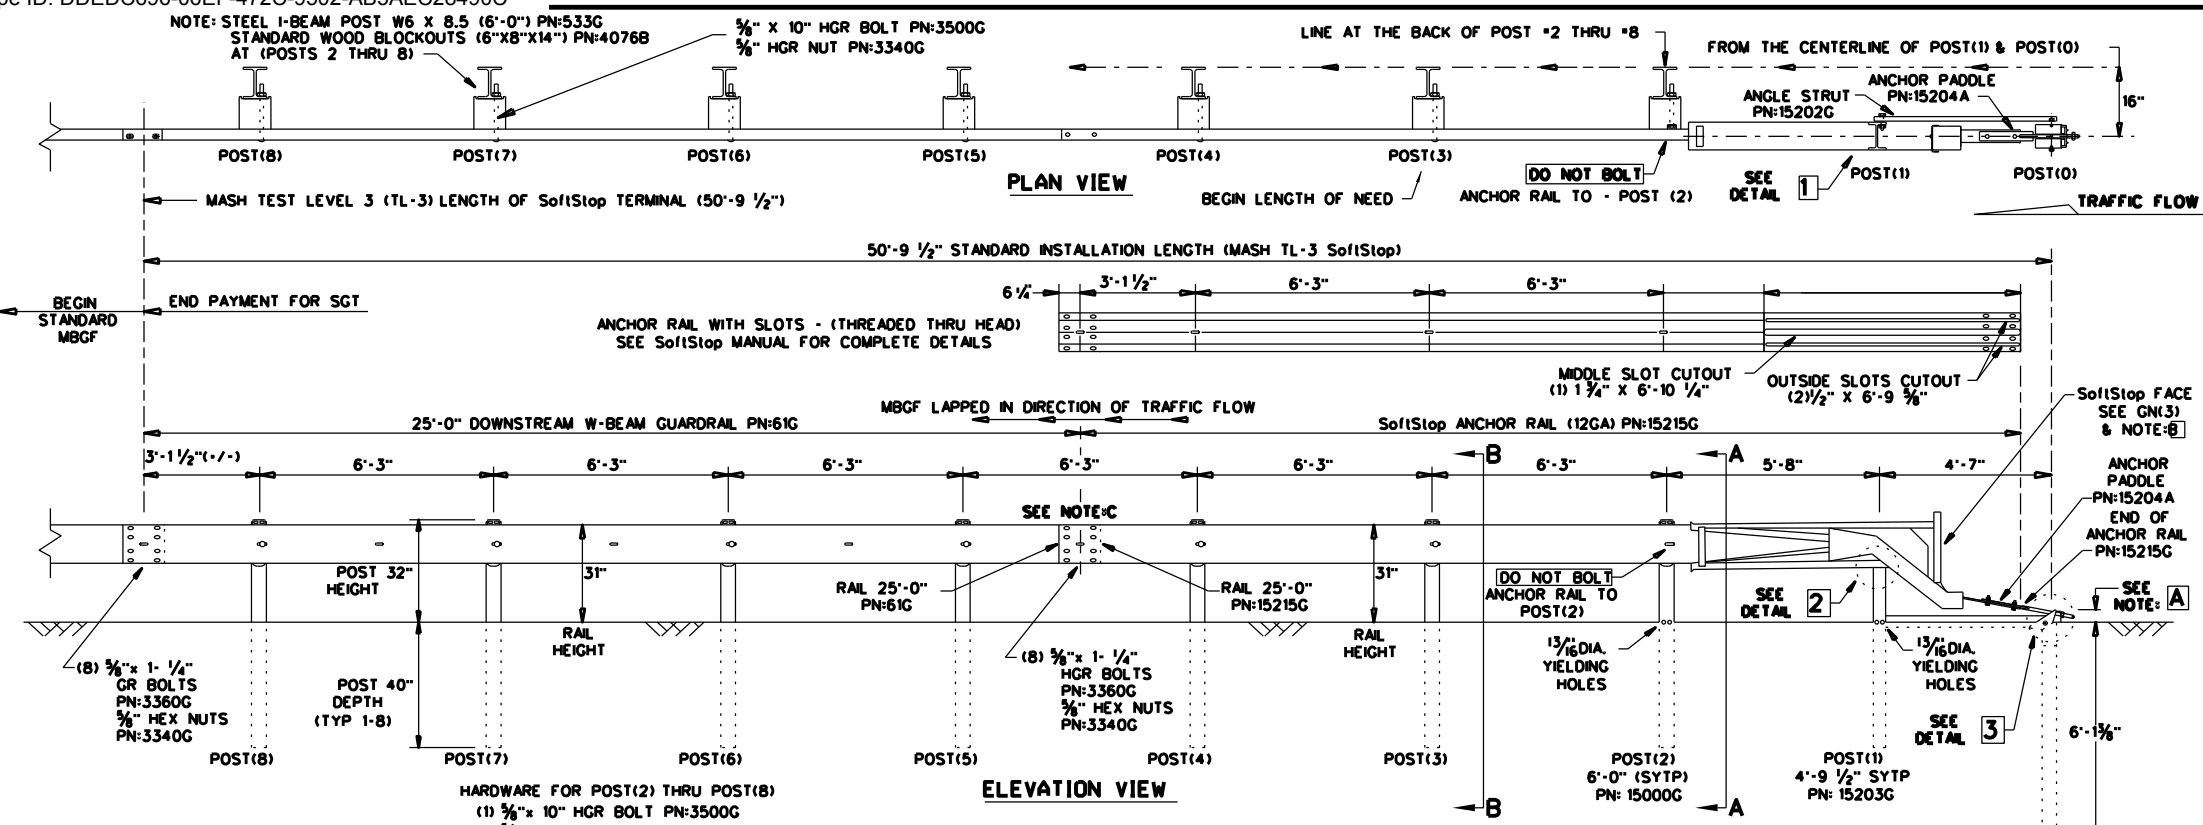 NOTE: STEEL I-BEAM POST W6 X 8.5 (6'-0") PN:533G
STANDARD WOOD BLOCKOUTS (6"X8"X14") PN:4076B
AT (POSTS 2 THRU 8)
5/8" X 10" HGR BOLT PN:3500G
5/8" HGR NUT PN:3340G
LINE AT THE BACK OF POST #2 THRU #8
FROM THE CENTERLINE OF POST(1) & POST(0)
ANCHOR PADDLE
PN:15204A
ANGLE STRUT
PN:15202G
16"
POST(8)
POST(7)
POST(6)
POST(5)
POST(4)
POST(3)
POST(1)
POST(0)
PLAN VIEW
DO NOT BOLT
ANCHOR RAIL TO - POST (2)
SEE
DETAIL 1
BEGIN LENGTH OF NEED
MASH TEST LEVEL 3 (TL-3) LENGTH OF SoftStop TERMINAL (50'-9 1/2")
TRAFFIC FLOW
50'-9 1/2" STANDARD INSTALLATION LENGTH (MASH TL-3 SoftStop)
6 1/4"
3'-1 1/2"
6'-3"
6'-3"
BEGIN
STANDARD
MBGF
END PAYMENT FOR SGT
ANCHOR RAIL WITH SLOTS - (THREADED THRU HEAD)
SEE SoftStop MANUAL FOR COMPLETE DETAILS
MIDDLE SLOT CUTOUT
(1) 1 3/4" X 6'-10 1/4"
OUTSIDE SLOTS CUTOUT
(2)1/2" X 6'-9 5/8"
SoftStop FACE
SEE GN(3)
& NOTE:B
MBGF LAPPED IN DIRECTION OF TRAFFIC FLOW
25'-0" DOWNSTREAM W-BEAM GUARDRAIL PN:61G
SoftStop ANCHOR RAIL (12GA) PN:15215G
3'-1 1/2"(+/-)
6'-3"
6'-3"
6'-3"
6'-3"
6'-3"
6'-3"
5'-8"
4'-7"
B
A
ANCHOR
PADDLE
PN:15204A
END OF
ANCHOR RAIL
PN:15215G
SEE NOTE:C
POST 32"
HEIGHT
31"
RAIL
HEIGHT
RAIL 25'-0"
PN:61G
RAIL 25'-0"
PN:15215G
31"
RAIL
HEIGHT
DO NOT BOLT
ANCHOR RAIL TO
POST(2)
SEE
DETAIL 2
SEE
NOTE: A
(8) 5/8"x 1- 1/4"
GR BOLTS
PN:3360G
5/8" HEX NUTS
PN:3340G
POST 40"
DEPTH
(TYP 1-8)
(8) 5/8"x 1- 1/4"
HGR BOLTS
PN:3360G
5/8" HEX NUTS
PN:3340G
13/16"DIA.
YIELDING
HOLES
13/16"DIA.
YIELDING
HOLES
SEE
DETAIL 3
6'-1 3/8"
POST(8)
POST(7)
POST(6)
POST(5)
POST(4)
POST(3)
POST(2)
6'-0" (SYTP)
PN: 15000G
POST(1)
4'-9 1/2" SYTP
PN: 15203G
ELEVATION VIEW
B
A
HARDWARE FOR POST(2) THRU POST(8)
(1) 5/8"x 10" HGR BOLT PN:3500G